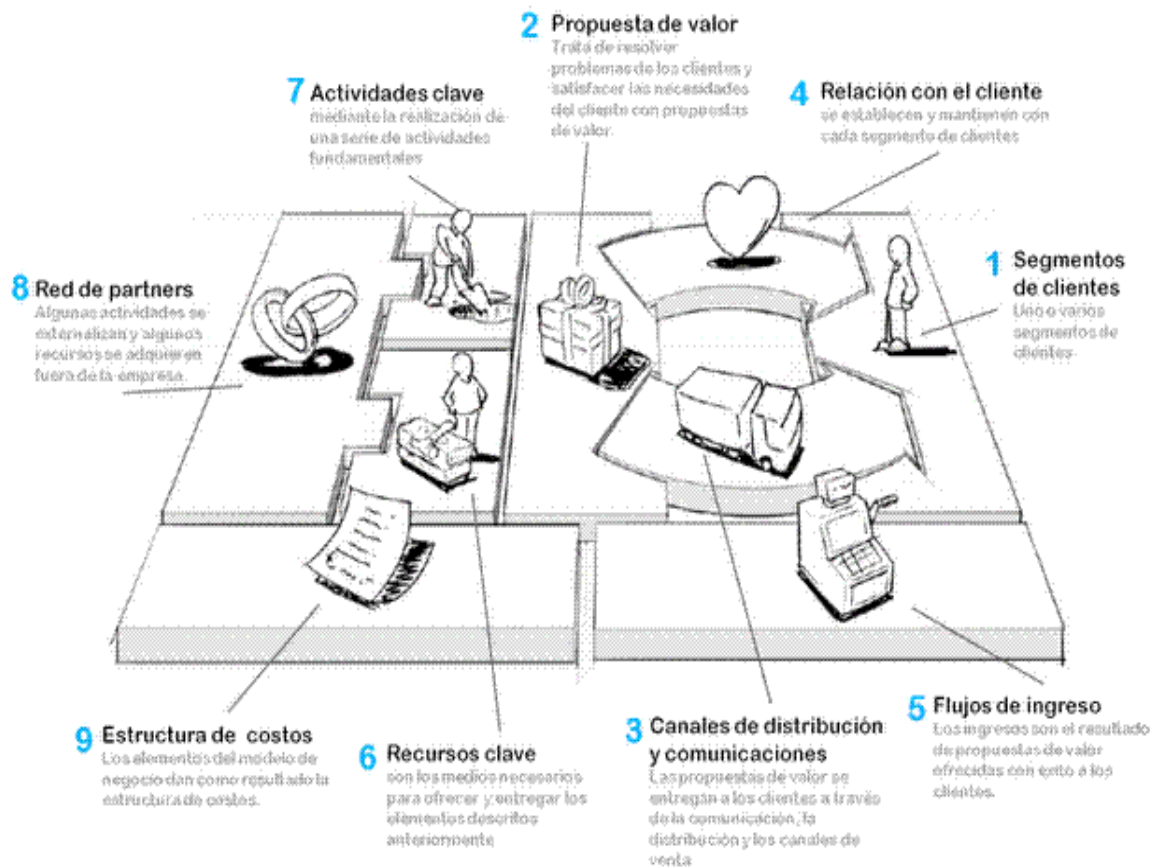 2 Propuesta de valor
Trata de resolver
problemas de los clientes y
satisfacer las necesidades
del cliente con propuestas
de valor.
7 Actividades clave
mediante la realización de
una serie de actividades
fundamentales
4 Relación con el cliente
se establecen y mantienen con
cada segmento de clientes
1 Segmentos
de clientes
Uno o varios
segmentos de
clientes
8 Red de partners
Algunas actividades se
externalizan y algunos
recursos se adquieren
fuera de la empresa
9 Estructura de costos
Los elementos del modelo de
negocio dan como resultado la
estructura de costos.
6 Recursos clave
son los medios necesarios
para ofrecer y entregar los
elementos descritos
anteriormente
3 Canales de distribución
y comunicaciones
Las propuestas de valor se
entregan a los clientes a través
de la comunicación, la
distribución y los canales de
venta
5 Flujos de ingreso
Los ingresos son el resultado
de propuestas de valor
ofrecidas con exito a los
clientes.